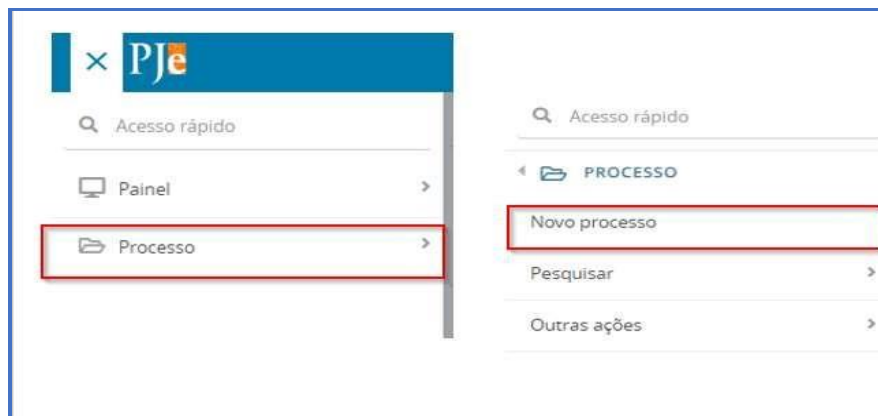 PJe
Acesso rápido
Painel
Processo
Acesso rápido
PROCESSO
Novo processo
Pesquisar
Outras ações